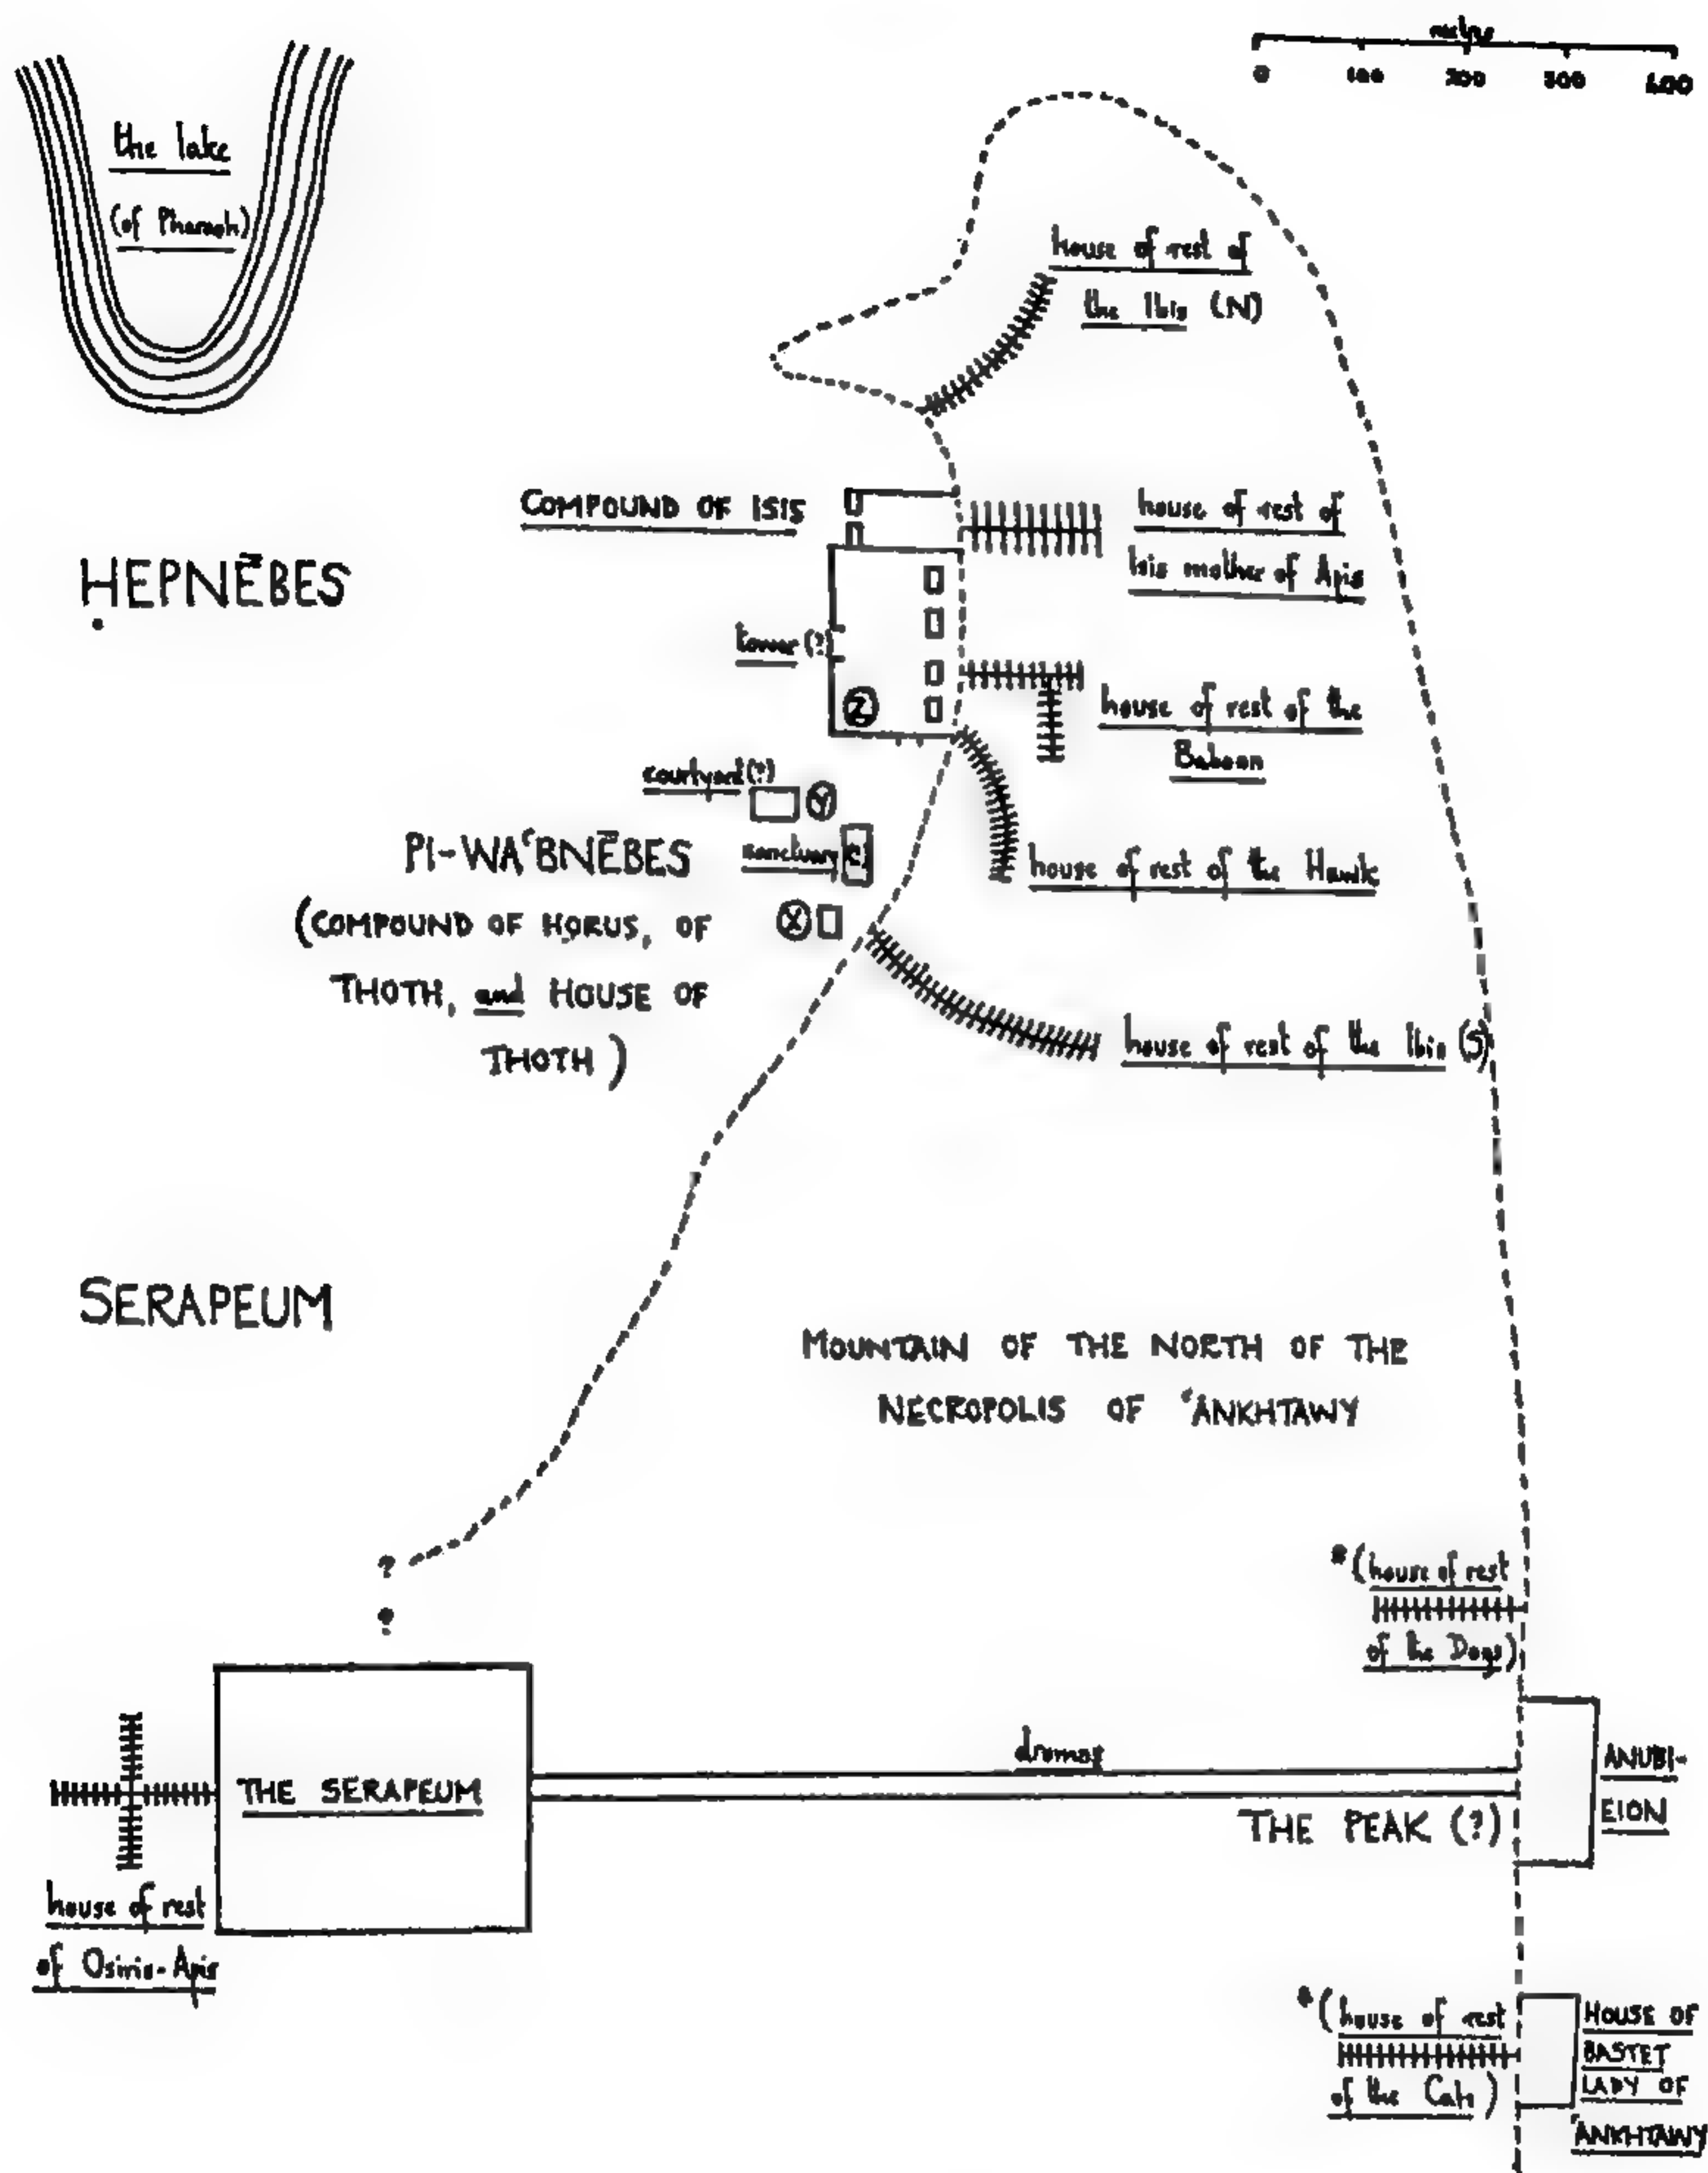 metres
0 100 200 300 400
the lake
(of Pharaoh)
house of rest of
the Ibis (N)
COMPOUND OF ISIS
house of rest of
Isis mother of Apis
ḤEPNĒBES
tower (?)
Z
house of rest of the
Baboon
courtyard (?)
Y
PI-WAʿBNĒBES
sanctuary
house of rest of the Hawk
(COMPOUND OF HORUS, OF
X
THOTH, and HOUSE OF
THOTH)
house of rest of the Ibis (S)
SERAPEUM
MOUNTAIN OF THE NORTH OF THE
NECROPOLIS OF ʿANKHTAWY
?
?
*(house of rest
of the Dogs)
dromos
THE SERAPEUM
THE PEAK (?)
ANUBI-
EION
house of rest
of Osiris-Apis
*(house of rest
of the Cats)
HOUSE OF
BASTET
LADY OF
ʿANKHTAWY